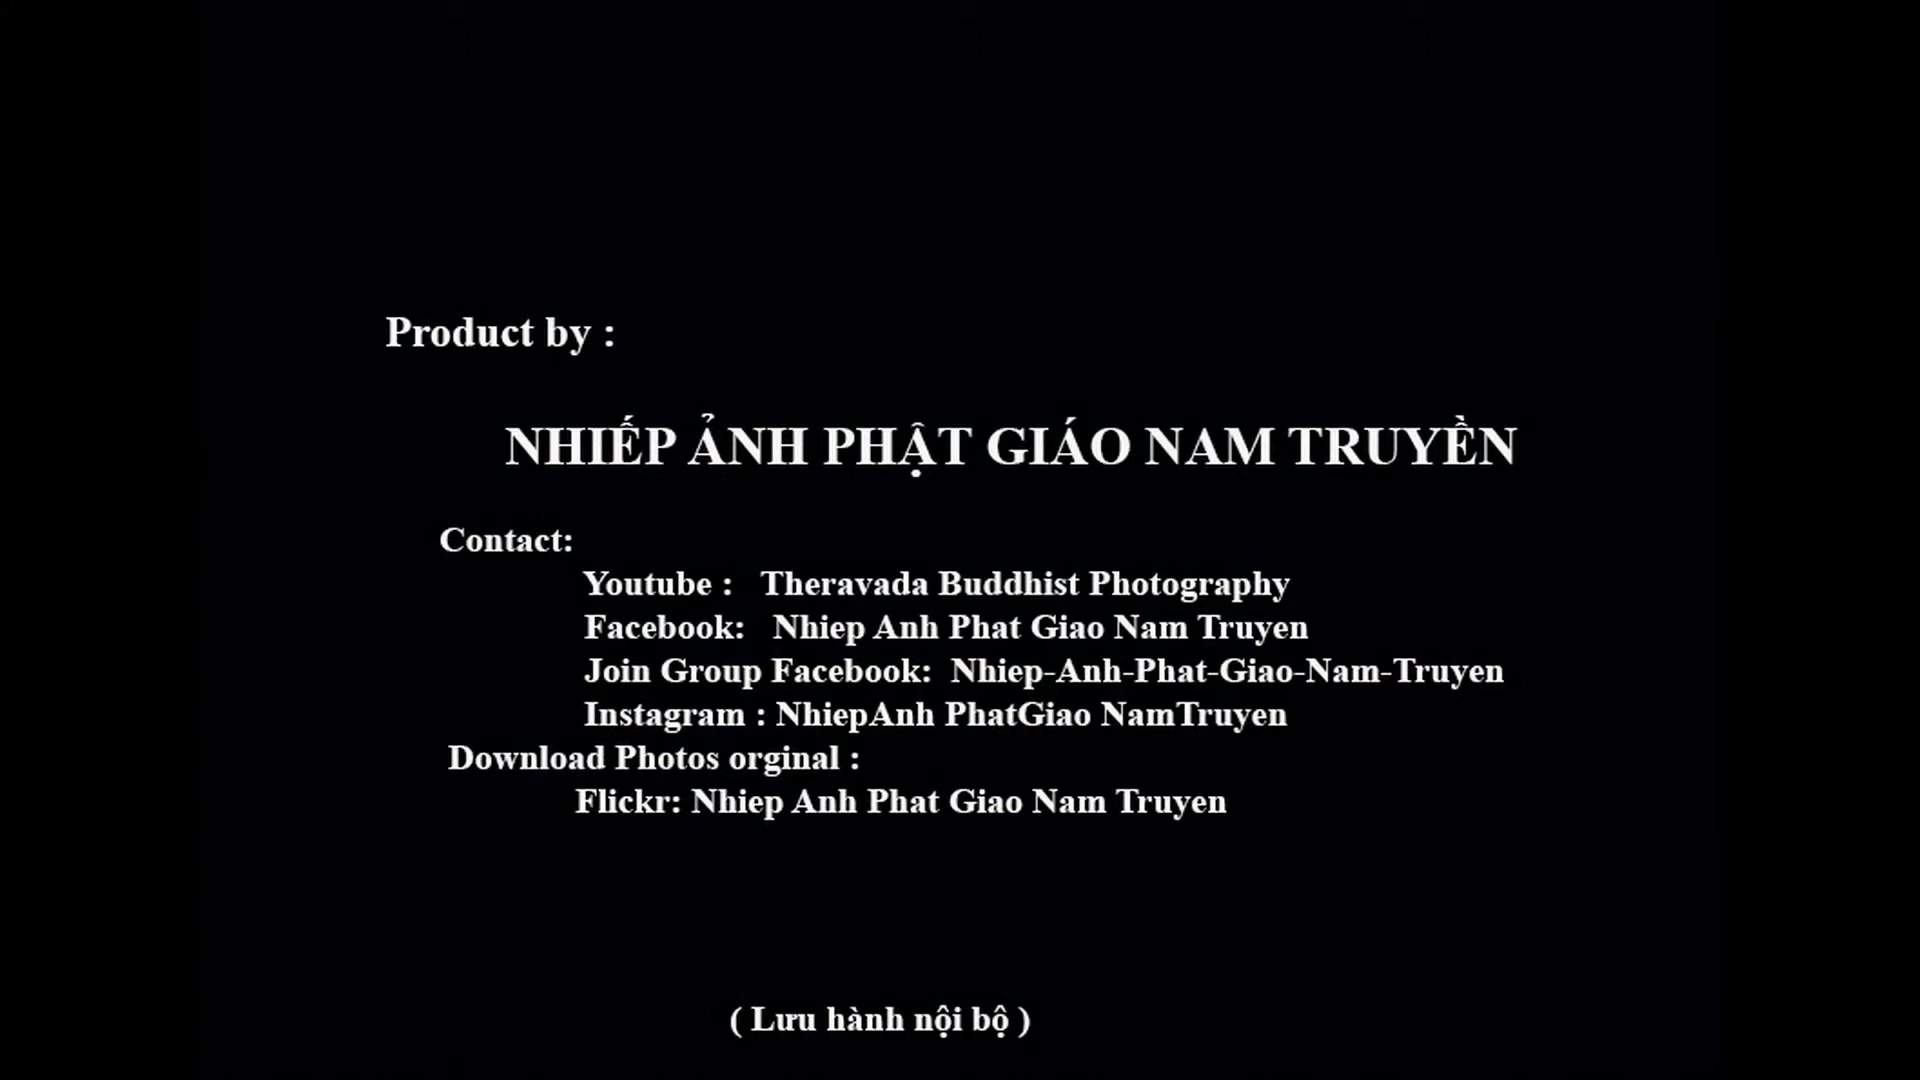 Product by :
NHIẾP ẢNH PHẬT GIÁO NAM TRUYỀN
Contact:
Youtube : Theravada Buddhist Photography
Facebook: Nhiep Anh Phat Giao Nam Truyen
Join Group Facebook: Nhiep-Anh-Phat-Giao-Nam-Truyen
Instagram : NhiepAnh PhatGiao NamTruyen
Download Photos orginal :
Flickr: Nhiep Anh Phat Giao Nam Truyen
( Lưu hành nội bộ )